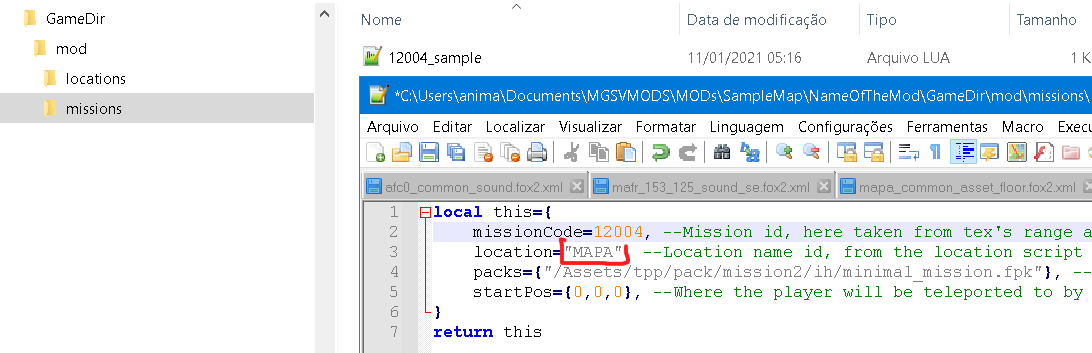 GameDir
mod
locations
missions
Nome Data de modificação Tipo Tamanho
12004_sample 11/01/2021 05:16 Arquivo LUA 1 K
*C:\Users\anima\Documents\MGSVMODS\MODs\SampleMap\NameOfTheMod\GameDir\mod\missions\
Arquivo Editar Localizar Visualizar Formatar Linguagem Configurações Ferramentas Macro Execu
afc0_common_sound.fox2.xml mafr_153_125_sound_se.fox2.xml mapa_common_asset_floor.fox2.xml
1 local this={
2 missionCode=12004, --Mission id, here taken from tex's range a
3 location="MAPA" --Location name id, from the location script
4 packs={"/Assets/tpp/pack/mission2/ih/minimal_mission.fpk"}, --
5 startPos={0,0,0}, --Where the player will be teleported to by
6 }
7 return this